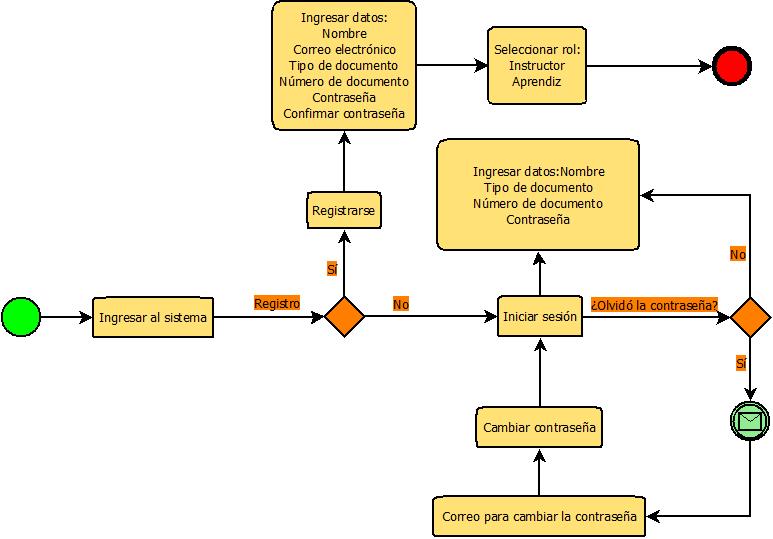 Ingresar datos:
Nombre
Correo electrónico
Tipo de documento
Número de documento
Contraseña
Confirmar contraseña
Seleccionar rol:
Instructor
Aprendiz
Ingresar datos:Nombre
Tipo de documento
Número de documento
Contraseña
Registrarse
No
Sí
Ingresar al sistema
Registro
No
Iniciar sesión
¿Olvidó la contraseña?
Sí
Cambiar contraseña
Correo para cambiar la contraseña